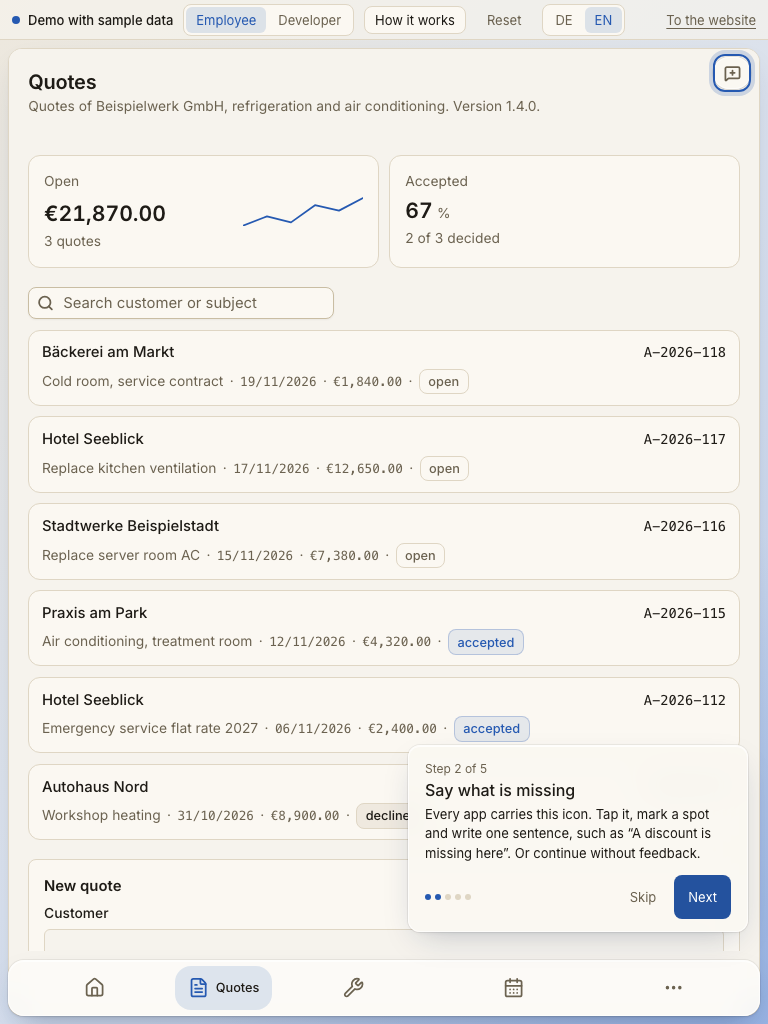 Demo with sample data Employee Developer How it works Reset DE EN To the website
Quotes
Quotes of Beispielwerk GmbH, refrigeration and air conditioning. Version 1.4.0.
Open
€21,870.00
3 quotes
Accepted
67 %
2 of 3 decided
Search customer or subject
Bäckerei am Markt A-2026-118
Cold room, service contract · 19/11/2026 · €1,840.00 · open
Hotel Seeblick A-2026-117
Replace kitchen ventilation · 17/11/2026 · €12,650.00 · open
Stadtwerke Beispielstadt A-2026-116
Replace server room AC · 15/11/2026 · €7,380.00 · open
Praxis am Park A-2026-115
Air conditioning, treatment room · 12/11/2026 · €4,320.00 · accepted
Hotel Seeblick A-2026-112
Emergency service flat rate 2027 · 06/11/2026 · €2,400.00 · accepted
Autohaus Nord
Workshop heating · 31/10/2026 · €8,900.00 · decline
New quote
Customer
Step 2 of 5
Say what is missing
Every app carries this icon. Tap it, mark a spot
and write one sentence, such as “A discount is
missing here”. Or continue without feedback.
Skip Next
Quotes